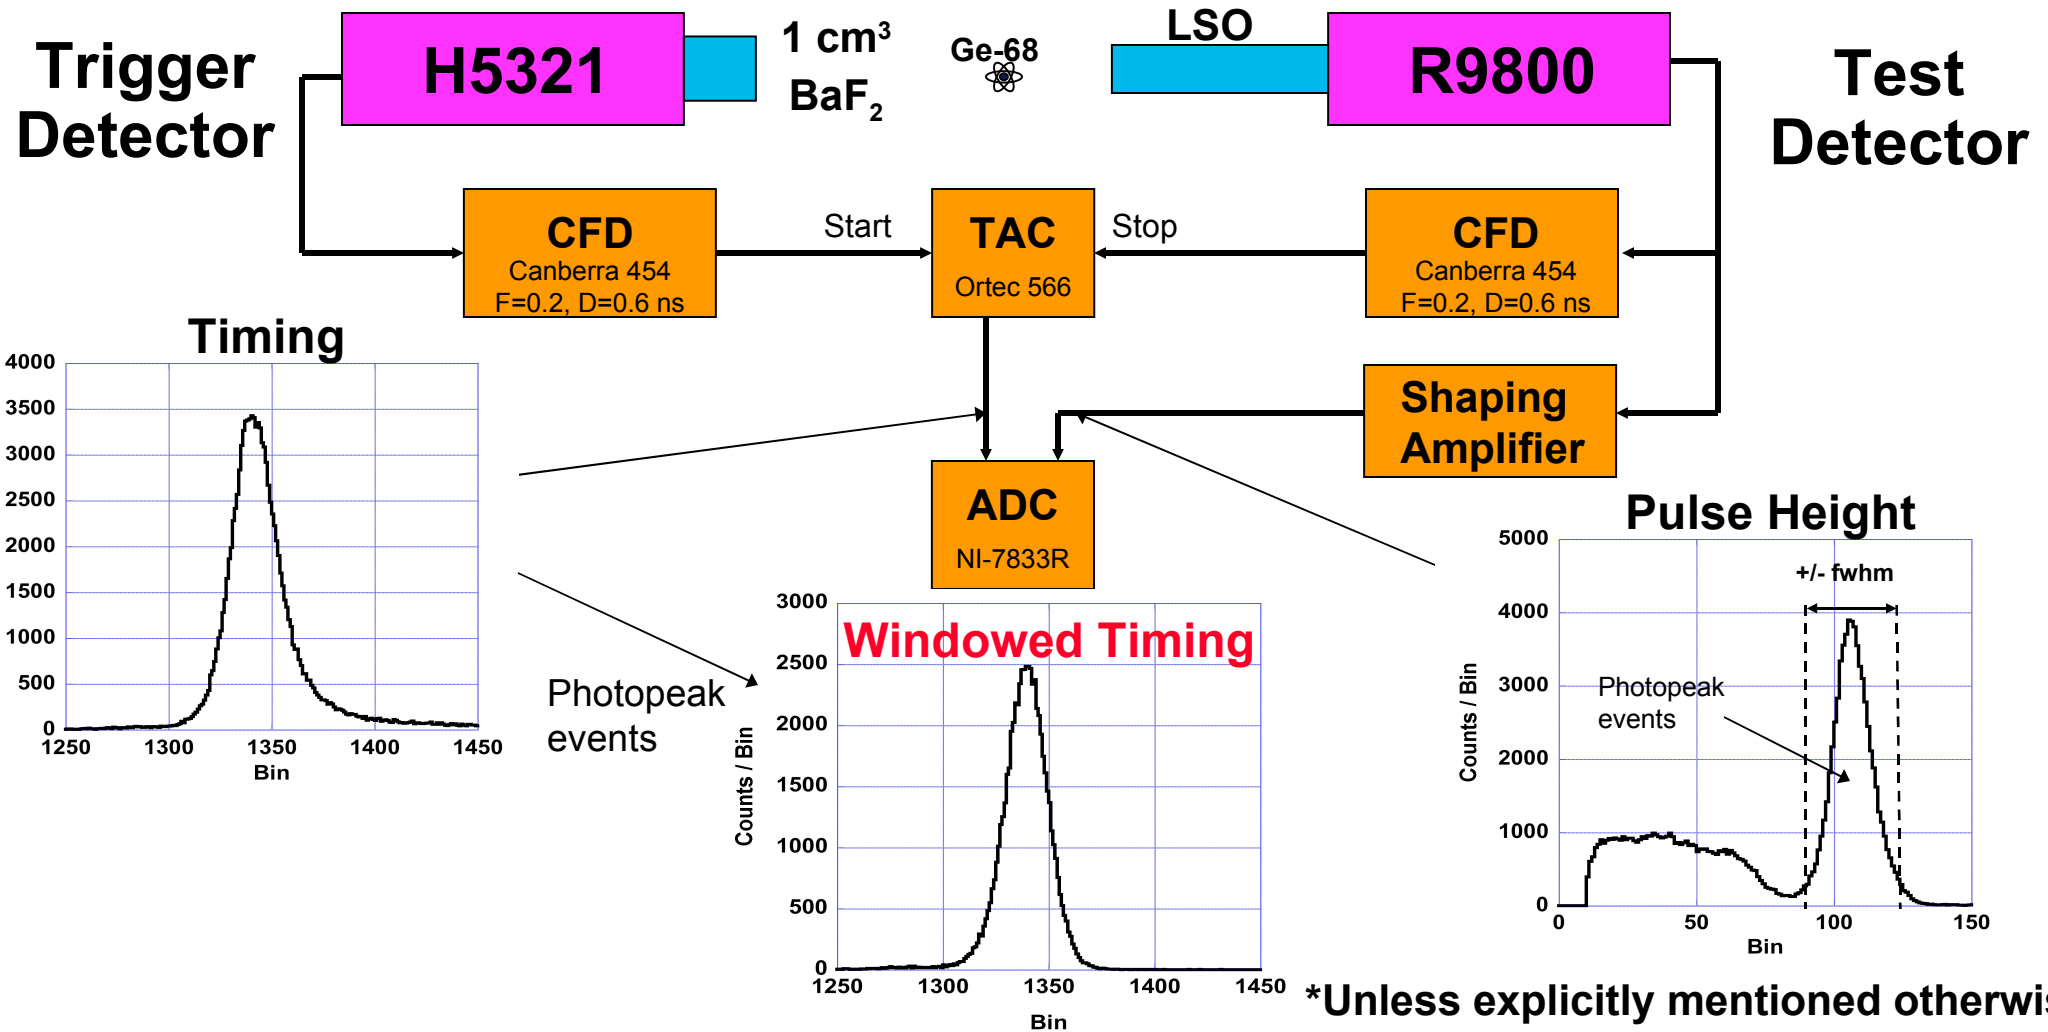 Trigger
Detector
H5321
1 cm³
BaF₂
Ge-68
LSO
R9800
Test
Detector
CFD
Canberra 454
F=0.2, D=0.6 ns
Start
TAC
Ortec 566
Stop
CFD
Canberra 454
F=0.2, D=0.6 ns
Shaping
Amplifier
ADC
NI-7833R
Timing
4000
3500
3000
2500
2000
1500
1000
500
0
1250 1300 1350 1400 1450
Bin
Photopeak
events
Windowed Timing
3000
2500
2000
1500
1000
500
0
Counts / Bin
1250 1300 1350 1400 1450
Bin
Pulse Height
5000
4000
3000
2000
1000
0
Counts / Bin
+/- fwhm
Photopeak
events
0 50 100 150
Bin
*Unless explicitly mentioned otherwis